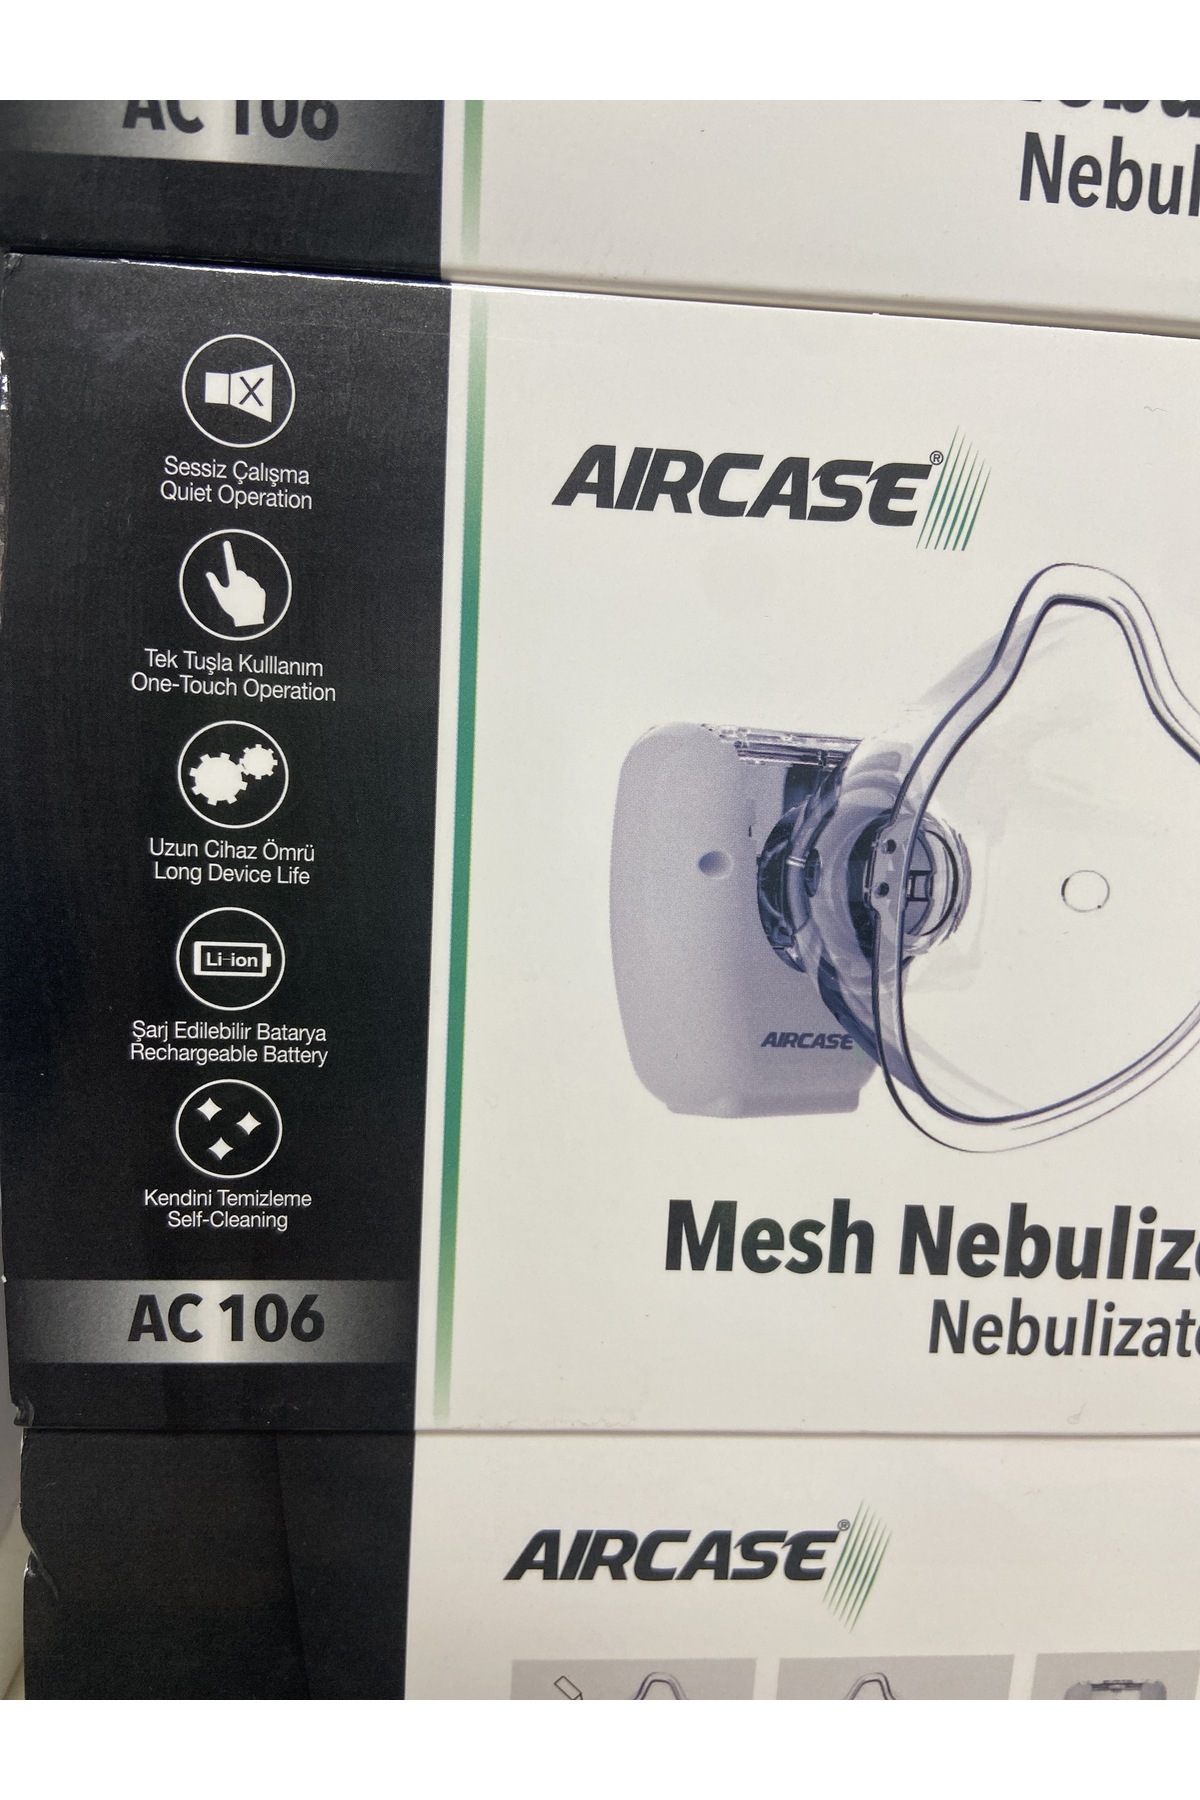 AC 106
Nebul
Sessiz Çalışma
Quiet Operation
Tek Tuşla Kulllanım
One-Touch Operation
Uzun Cihaz Ömrü
Long Device Life
Li-ion
Şarj Edilebilir Batarya
Rechargeable Battery
Kendini Temizleme
Self-Cleaning
AC 106
AIRCASE®
AIRCASE
Mesh Nebuliz
Nebulizat
AIRCASE®